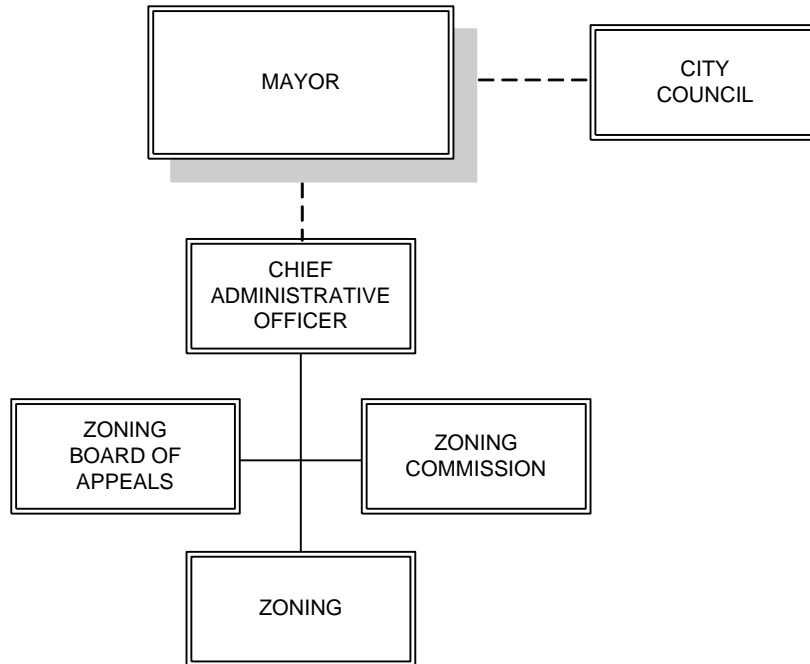 MAYOR
CITY
COUNCIL
CHIEF
ADMINISTRATIVE
OFFICER
ZONING
BOARD OF
APPEALS
ZONING
COMMISSION
ZONING